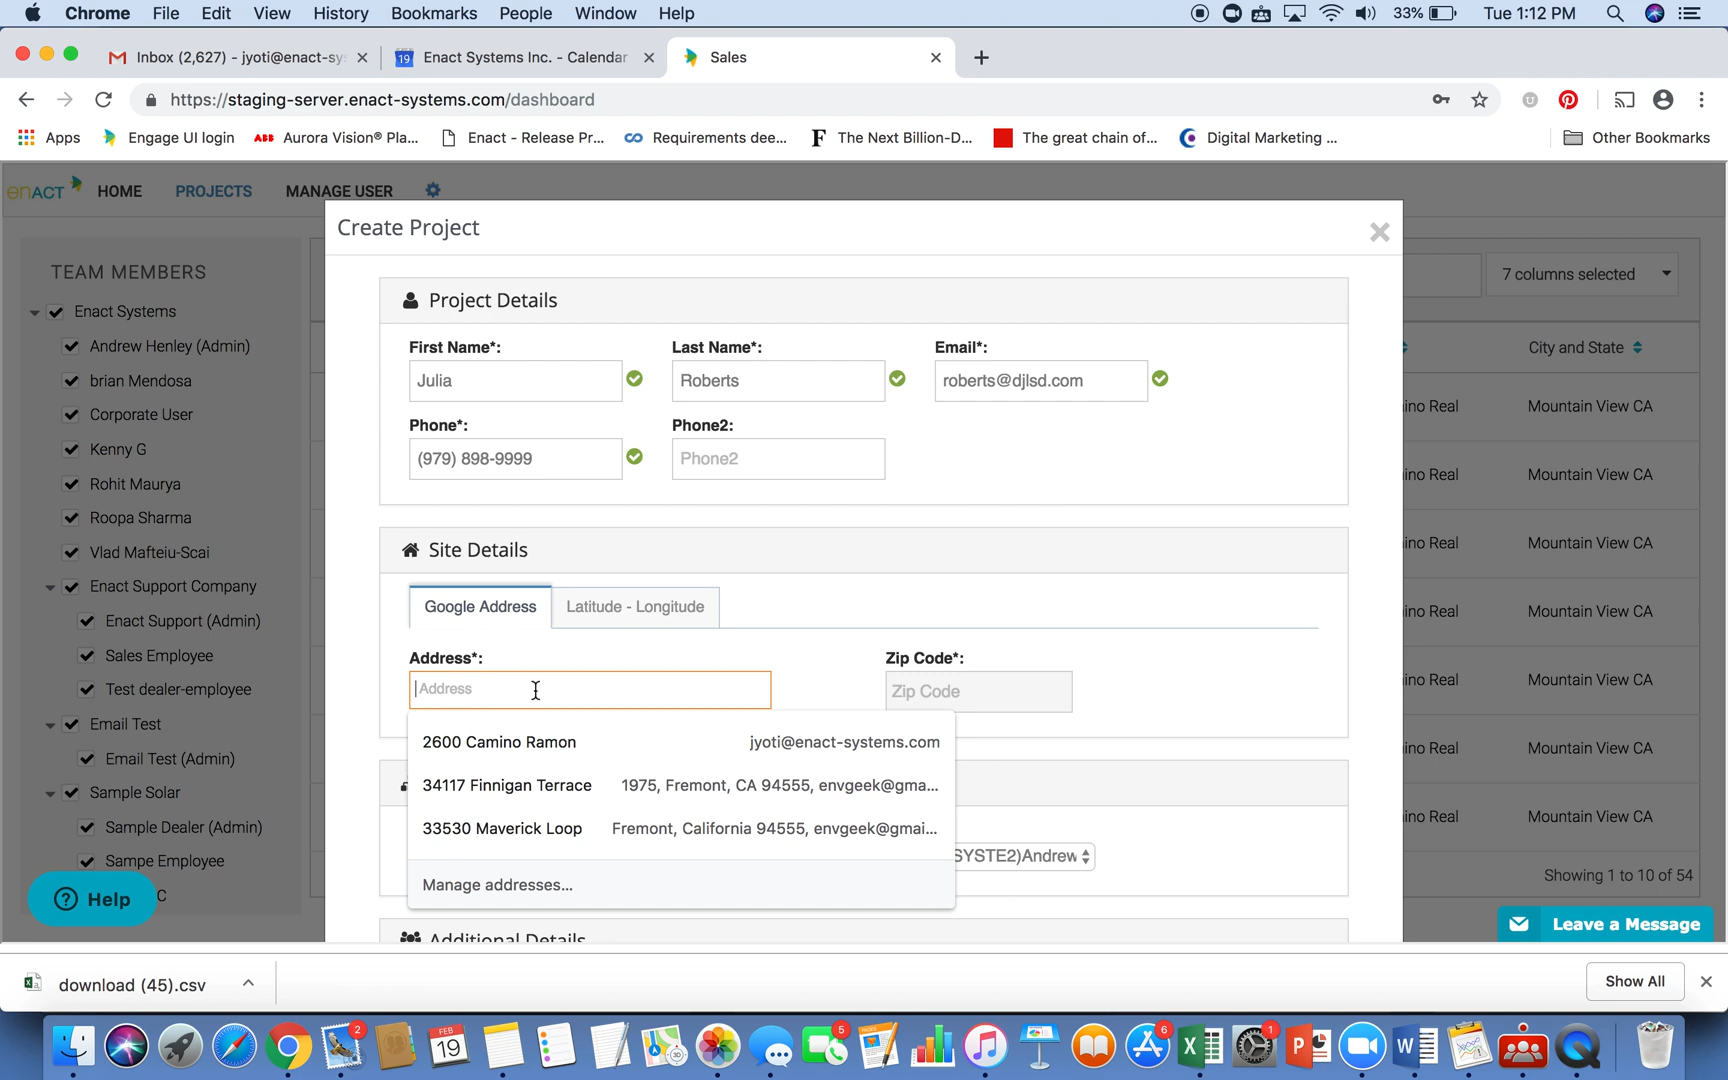 Chrome File Edit View History Bookmarks People Window Help 33% Tue 1:12 PM
Inbox (2,627) - jyoti@enact-sy Enact Systems Inc. - Calendar Sales
https://staging-server.enact-systems.com/dashboard
Apps Engage UI login ABB Aurora Vision® Pla... Enact - Release Pr... Requirements dee... F The Next Billion-D... The great chain of... Digital Marketing ... Other Bookmarks
enACT HOME PROJECTS MANAGE USER
Create Project
TEAM MEMBERS
Enact Systems
Andrew Henley (Admin)
brian Mendosa
Corporate User
Kenny G
Rohit Maurya
Roopa Sharma
Vlad Mafteiu-Scai
Enact Support Company
Enact Support (Admin)
Sales Employee
Test dealer-employee
Email Test
Email Test (Admin)
Sample Solar
Sample Dealer (Admin)
Sampe Employee
C
Help
Project Details
First Name*: Last Name*: Email*:
Julia Roberts roberts@djlsd.com
Phone*: Phone2:
(979) 898-9999 Phone2
Site Details
Google Address Latitude - Longitude
Address*: Zip Code*:
Address Zip Code
2600 Camino Ramon jyoti@enact-systems.com
34117 Finnigan Terrace 1975, Fremont, CA 94555, envgeek@gma...
33530 Maverick Loop Fremont, California 94555, envgeek@gmai...
SYSTE2)Andrew
Manage addresses...
Additional Details
7 columns selected
City and State
ino Real Mountain View CA
ino Real Mountain View CA
ino Real Mountain View CA
ino Real Mountain View CA
ino Real Mountain View CA
ino Real Mountain View CA
ino Real Mountain View CA
Showing 1 to 10 of 54
Leave a Message
download (45).csv Show All
2 FEB 19 5 6 1